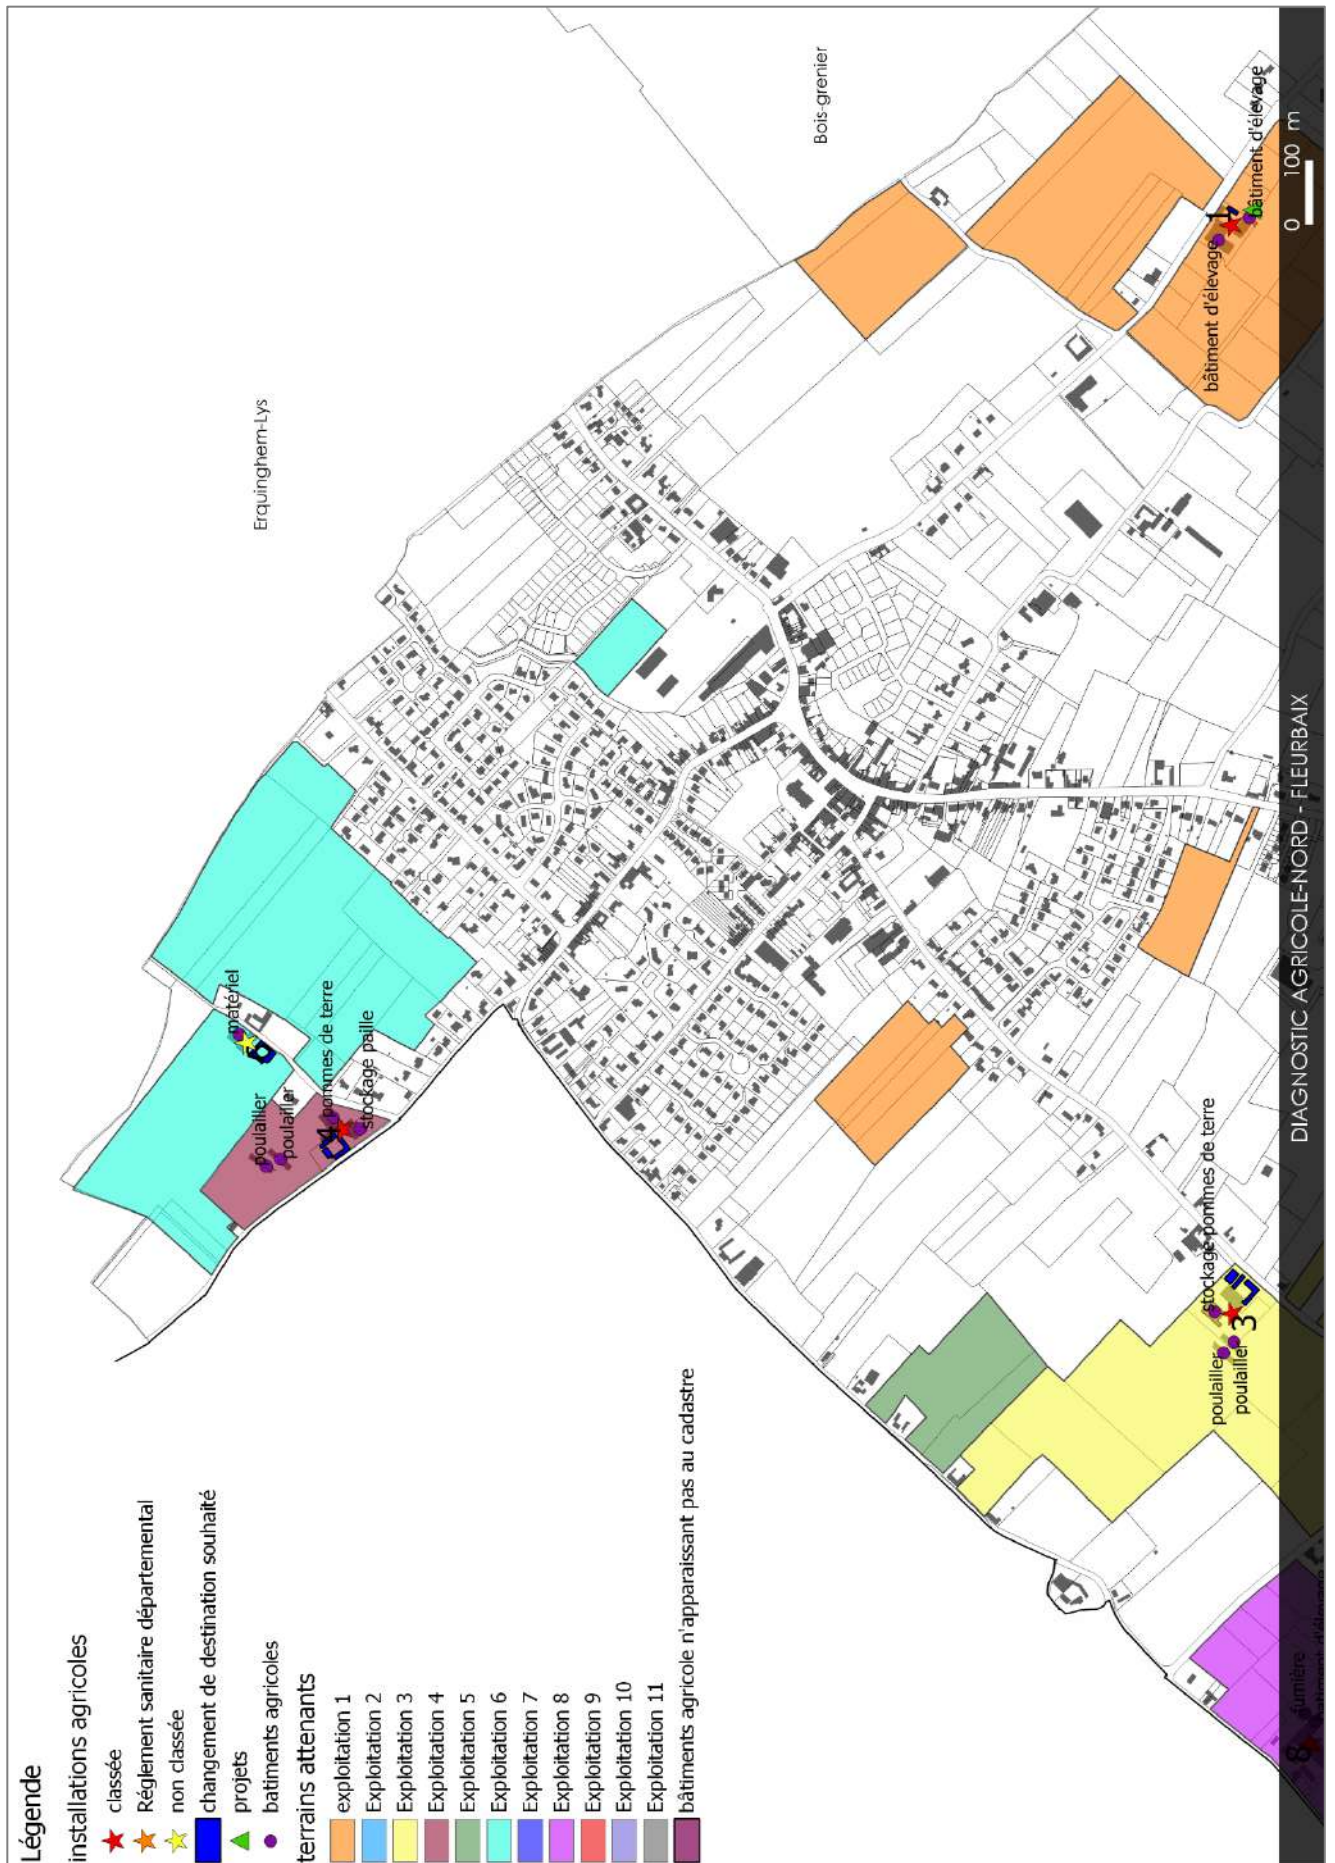 Légende
installations agricoles
classée
Réglement sanitaire départemental
non classée
changement de destination souhaité
projets
batiments agricoles
terrains attenants
exploitation 1
Exploitation 2
Exploitation 3
Exploitation 4
Exploitation 5
Exploitation 6
Exploitation 7
Exploitation 8
Exploitation 9
Exploitation 10
Exploitation 11
bâtiments agricole n'apparaissant pas au cadastre
Erquinghem-Lys
Bois-grenier
matériel
6
poulailler
poulailler
4
pommes de terre
stockage paille
bâtiment d'élevage
1
bâtiment d'élevage
stockage pommes de terre
3
poulailler
poulailler
8
fumière
DIAGNOSTIC AGRICOLE-NORD - FLEURBAIX
0 100 m